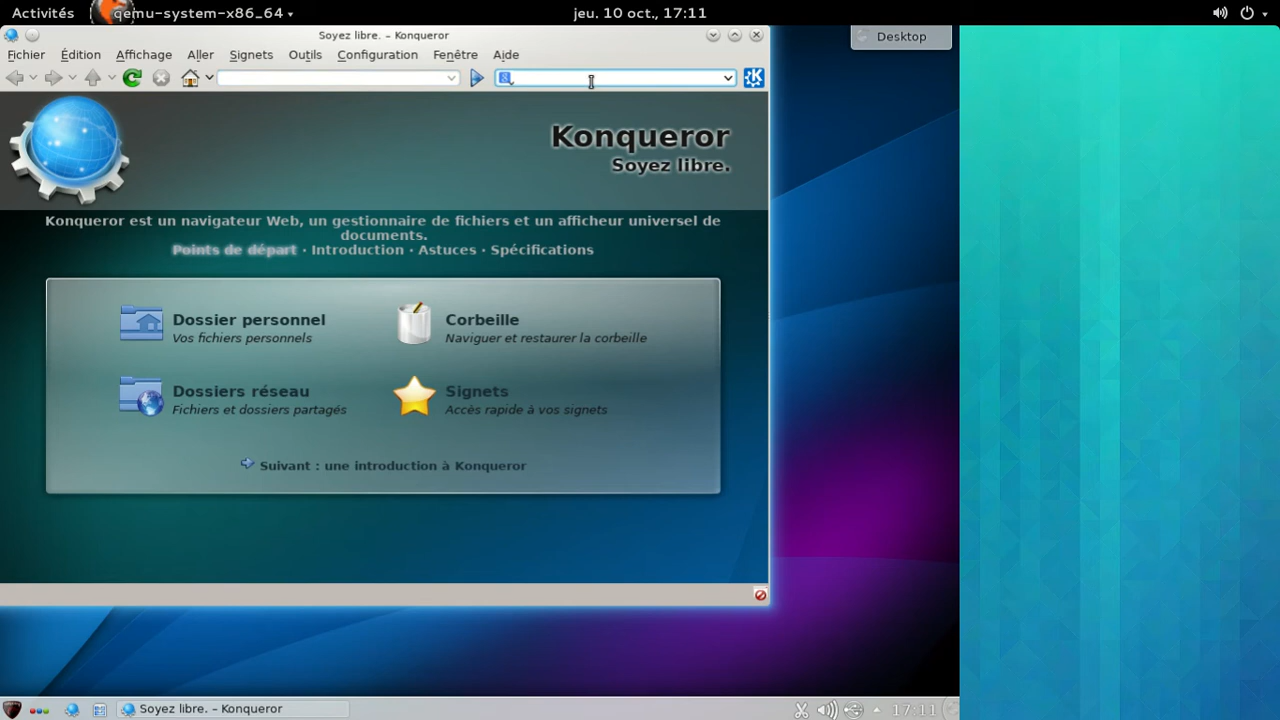 Activités qemu-system-x86_64 jeu. 10 oct., 17:11
Soyez libre. – Konqueror
Desktop
Fichier Édition Affichage Aller Signets Outils Configuration Fenêtre Aide
Konqueror
Soyez libre.
Konqueror est un navigateur Web, un gestionnaire de fichiers et un afficheur universel de
documents.
Points de départ · Introduction · Astuces · Spécifications
Dossier personnel
Vos fichiers personnels
Corbeille
Naviguer et restaurer la corbeille
Dossiers réseau
Fichiers et dossiers partagés
Signets
Accès rapide à vos signets
Suivant : une introduction à Konqueror
Soyez libre. – Konqueror 17:11